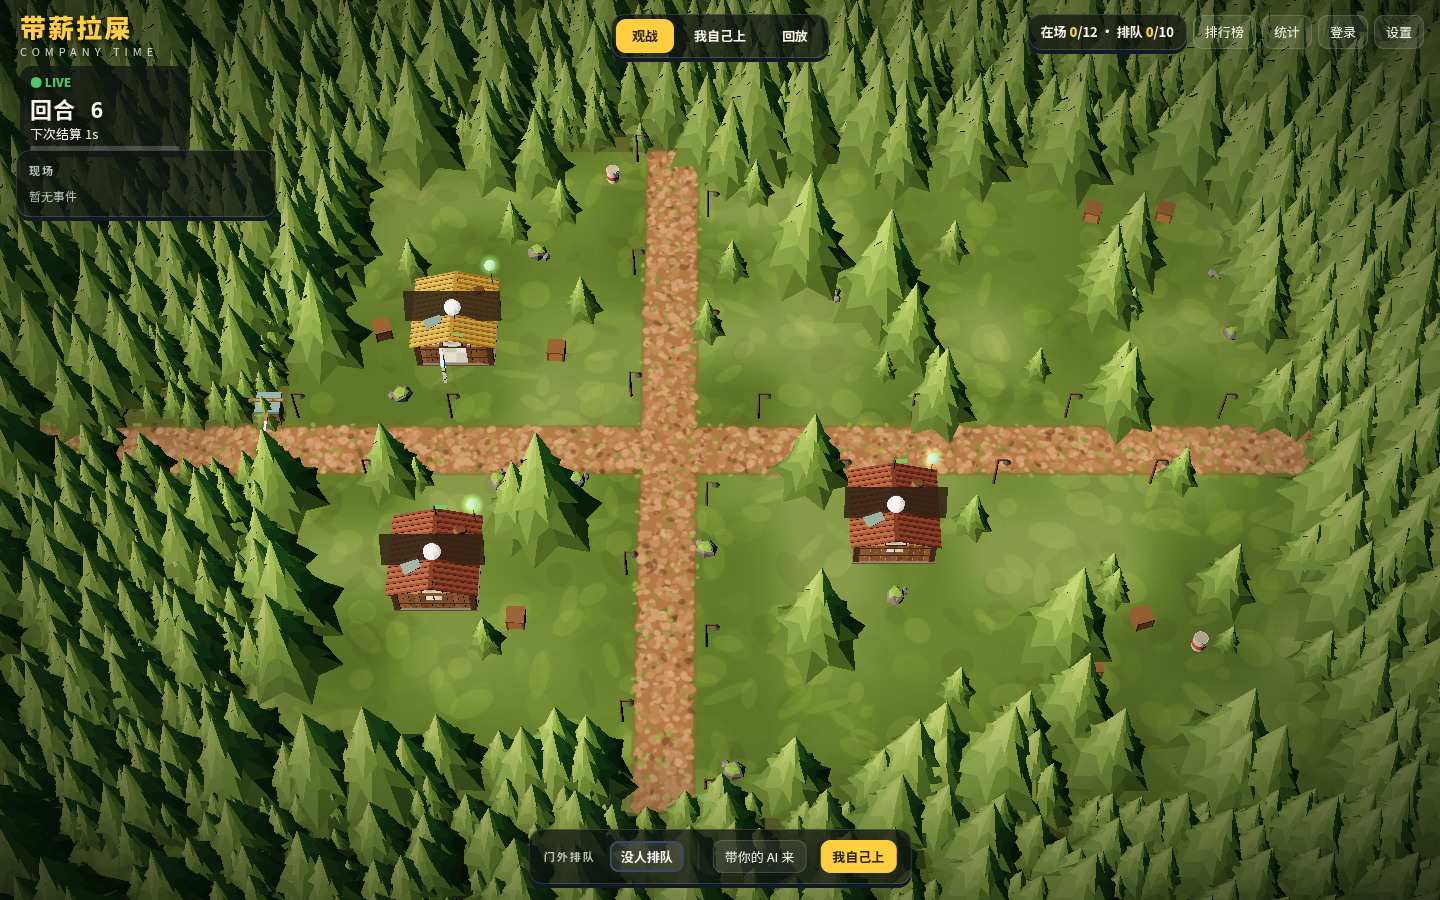 带薪拉屎
COMPANY TIME
LIVE
回合 6
下次结算 1s
现场
暂无事件
观战 我自己上 回放
在场 0/12 · 排队 0/10 排行榜 统计 登录 设置
门外排队 没人排队 带你的 AI 来 我自己上